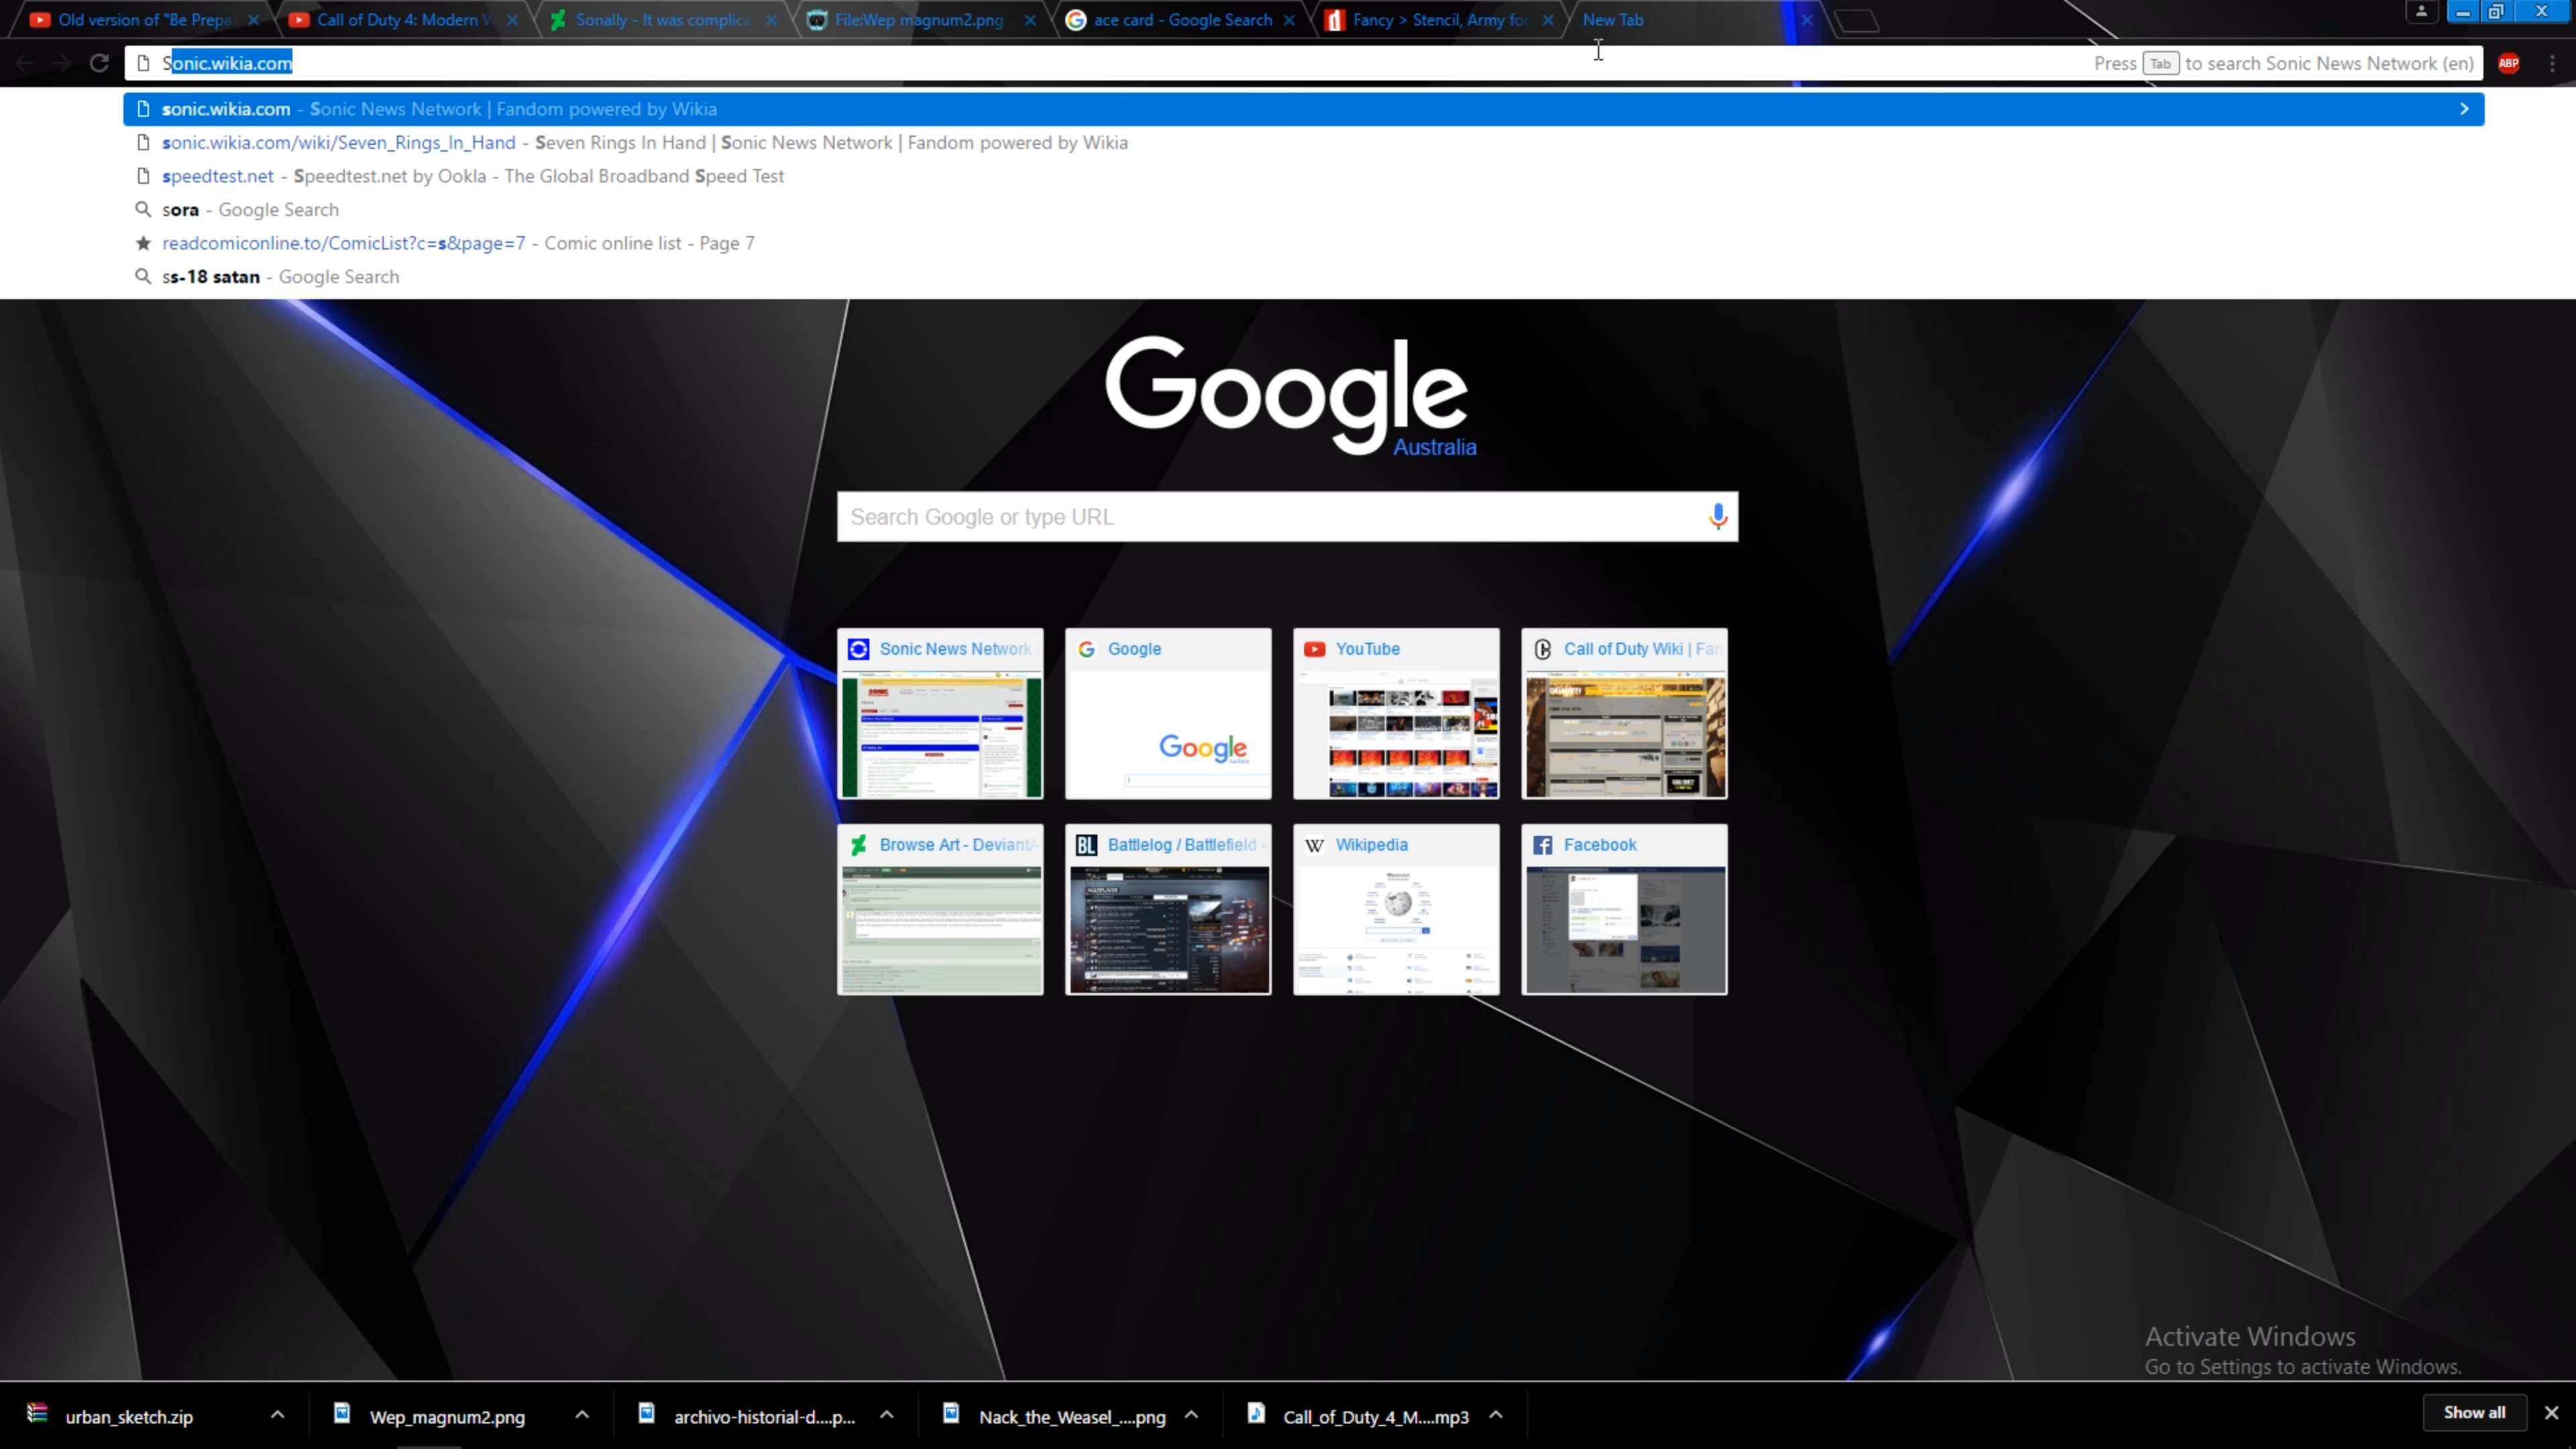 Old version of "Be Prepa
Call of Duty 4: Modern W
Sonally - It was complica
File:Wep magnum2.png
ace card - Google Search
Fancy > Stencil, Army for
New Tab
Sonic.wikia.com
Press Tab to search Sonic News Network (en)
ABP
sonic.wikia.com - Sonic News Network | Fandom powered by Wikia
sonic.wikia.com/wiki/Seven_Rings_In_Hand - Seven Rings In Hand | Sonic News Network | Fandom powered by Wikia
speedtest.net - Speedtest.net by Ookla - The Global Broadband Speed Test
sora - Google Search
readcomiconline.to/ComicList?c=s&page=7 - Comic online list - Page 7
ss-18 satan - Google Search
Google
Australia
Search Google or type URL
Sonic News Network
Google
YouTube
Call of Duty Wiki | Fan
Google
Browse Art - DeviantA
BL Battlelog / Battlefield
W Wikipedia
Facebook
Activate Windows
Go to Settings to activate Windows.
urban_sketch.zip
Wep_magnum2.png
archivo-historial-d....p...
Nack_the_Weasel_....png
Call_of_Duty_4_M....mp3
Show all